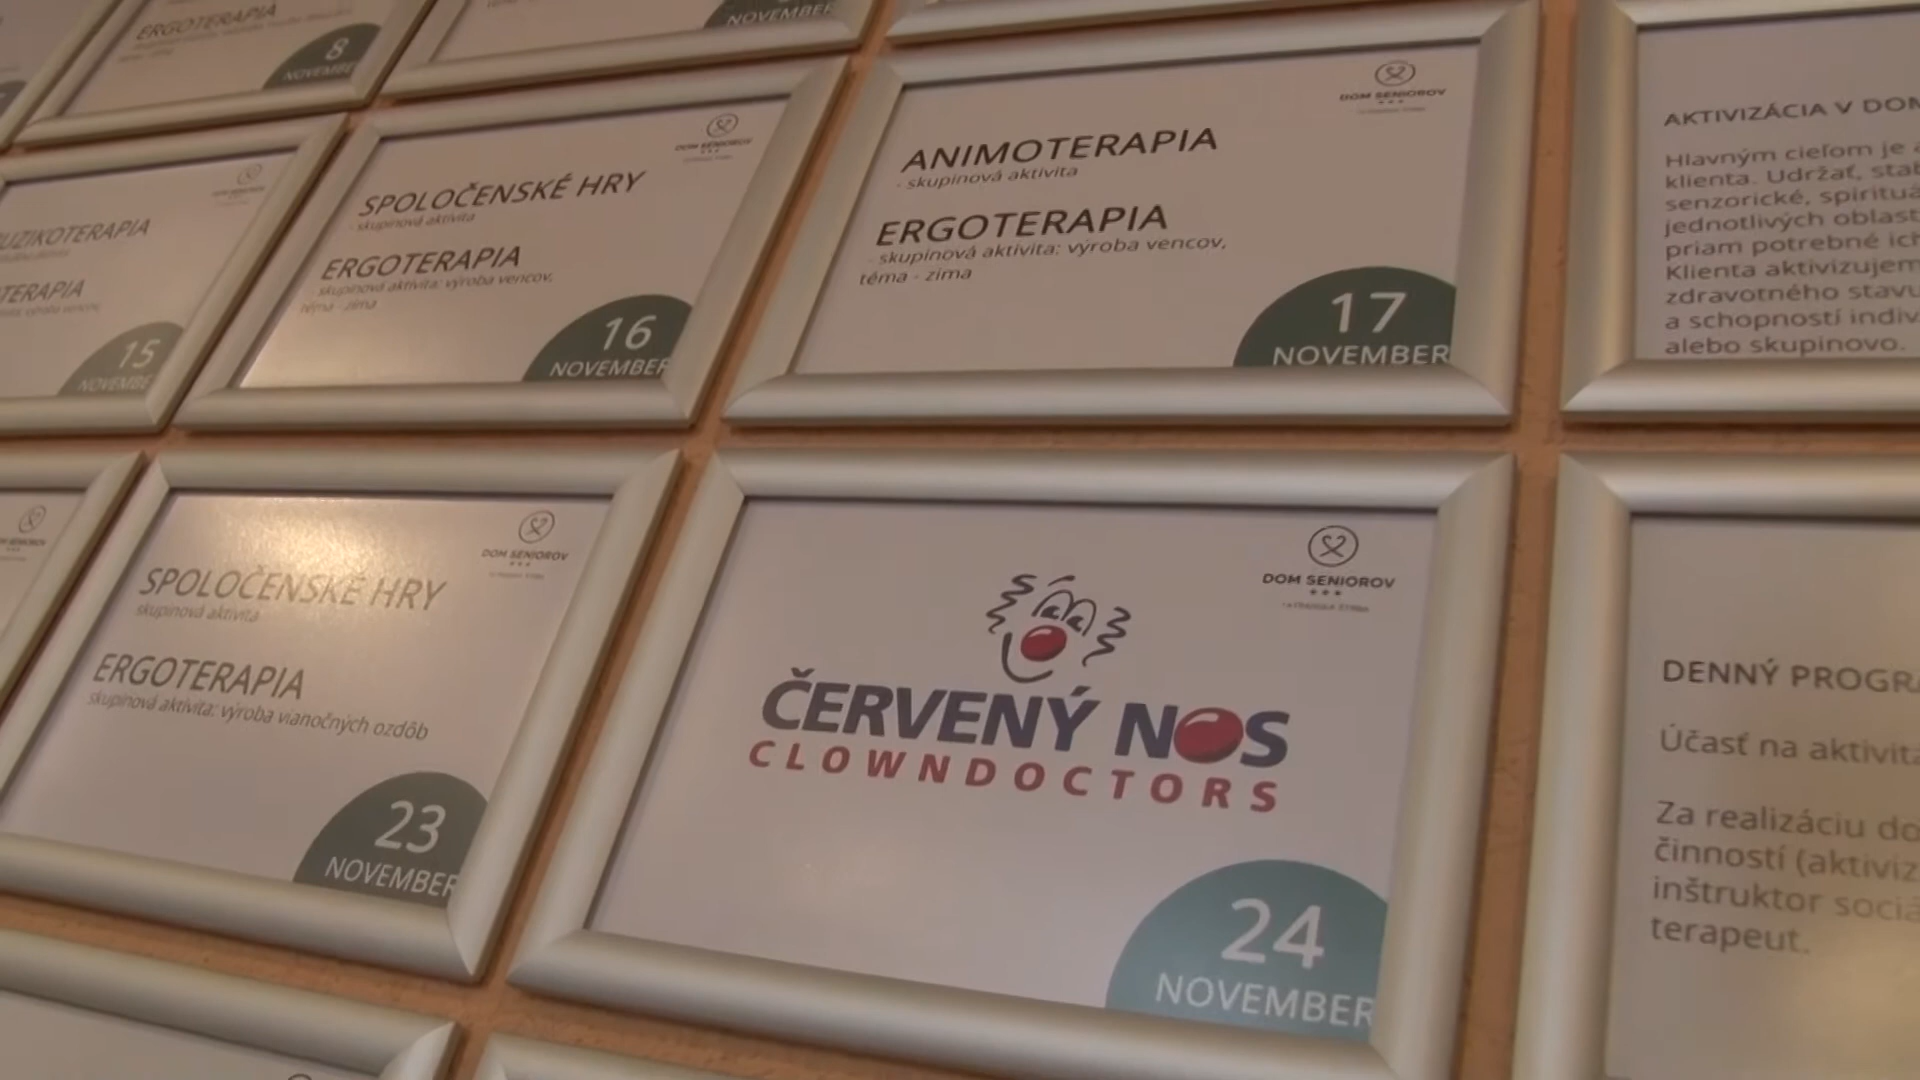 ERGOTERAPIA
8
NOVEMBER
NOVEMBER
TERAPIA
15
NOVEMBER
DOM SENIOROV
SPOLOČENSKÉ HRY
- skupinová aktivita
ERGOTERAPIA
- skupinová aktivita: výroba vencov,
téma - zima
16
NOVEMBER
DOM SENIOROV
ANIMOTERAPIA
- skupinová aktivita
ERGOTERAPIA
- skupinová aktivita: výroba vencov,
téma - zima
17
NOVEMBER
AKTIVIZÁCIA V DOM
Hlavným cieľom je a
klienta. Udržať, stab
senzorické, spirituá
jednotlivých oblast
priam potrebné ich
Klienta aktivizujem
zdravotného stavu
a schopností indiv
alebo skupinovo.
DOM SENIOROV
SPOLOČENSKÉ HRY
skupinová aktivita
ERGOTERAPIA
skupinová aktivita: výroba vianočných ozdôb
23
NOVEMBER
DOM SENIOROV
ČERVENÝ NOS
CLOWNDOCTORS
24
NOVEMBER
DENNÝ PROGRA
Účasť na aktivita
Za realizáciu do
činností (aktivíz
inštruktor sociá
terapeut.